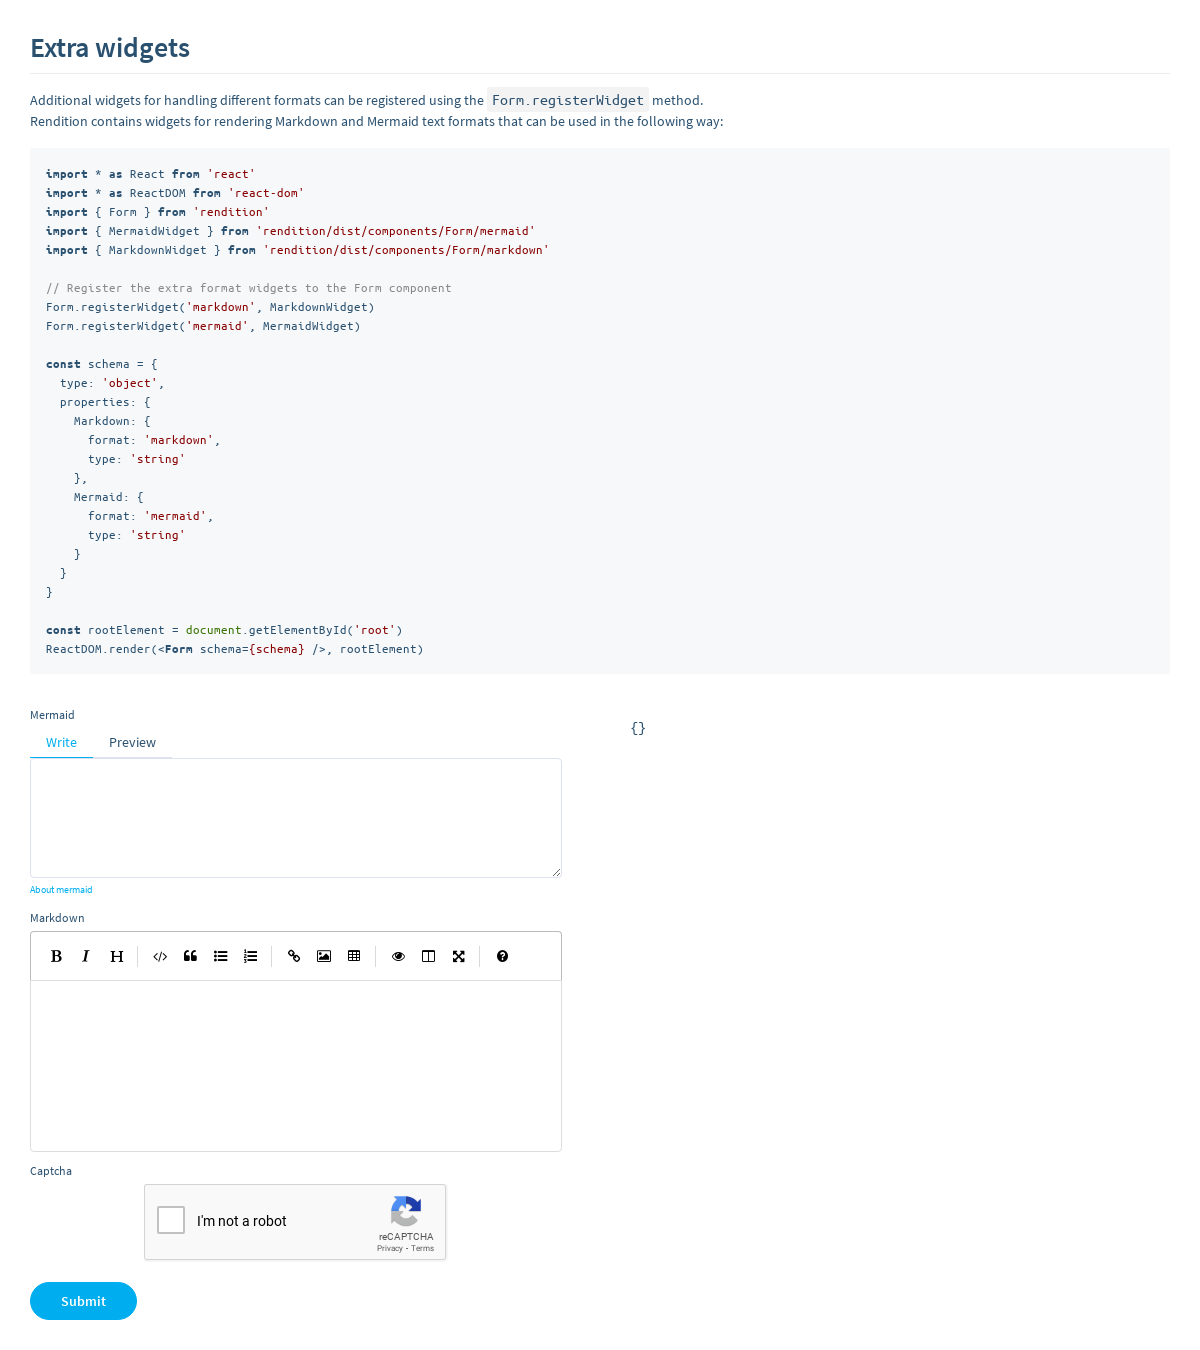 Extra widgets
Additional widgets for handling different formats can be registered using the Form.registerWidget method.
Rendition contains widgets for rendering Markdown and Mermaid text formats that can be used in the following way:
import * as React from 'react'
import * as ReactDOM from 'react-dom'
import { Form } from 'rendition'
import { MermaidWidget } from 'rendition/dist/components/Form/mermaid'
import { MarkdownWidget } from 'rendition/dist/components/Form/markdown'

// Register the extra format widgets to the Form component
Form.registerWidget('markdown', MarkdownWidget)
Form.registerWidget('mermaid', MermaidWidget)

const schema = {
  type: 'object',
  properties: {
    Markdown: {
      format: 'markdown',
      type: 'string'
    },
    Mermaid: {
      format: 'mermaid',
      type: 'string'
    }
  }
}

const rootElement = document.getElementById('root')
ReactDOM.render(<Form schema={schema} />, rootElement)
Mermaid
{}
Write Preview
About mermaid
Markdown
B I H
Captcha
I'm not a robot
reCAPTCHA
Privacy - Terms
Submit